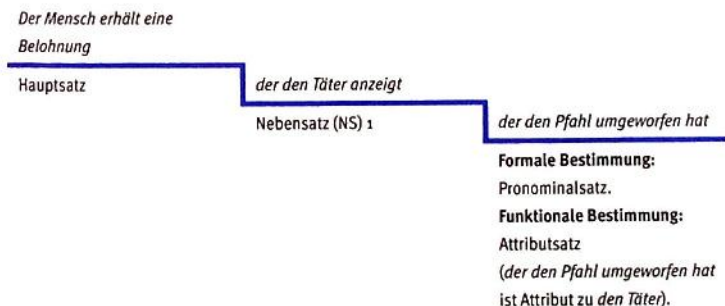 Der Mensch erhält eine
Belohnung
Hauptsatz
der den Täter anzeigt
Nebensatz (NS) 1
der den Pfahl umgeworfen hat
Formale Bestimmung:
Pronominalsatz.
Funktionale Bestimmung:
Attributsatz
(der den Pfahl umgeworfen hat
ist Attribut zu den Täter).